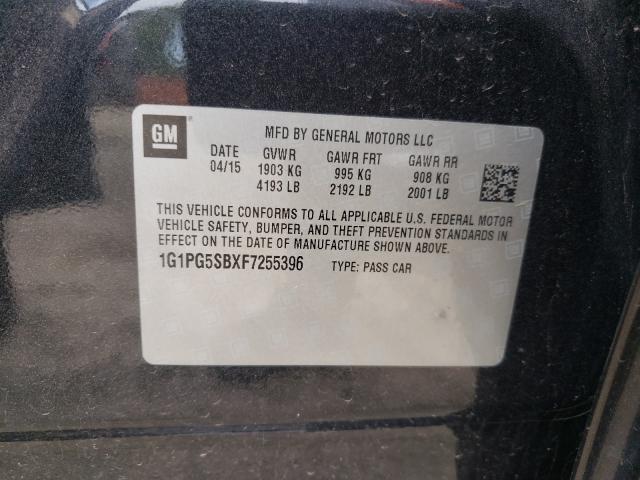 GM
MFD BY GENERAL MOTORS LLC
DATE GVWR GAWR FRT GAWR RR
04/15 1903 KG 995 KG 908 KG
4193 LB 2192 LB 2001 LB
THIS VEHICLE CONFORMS TO ALL APPLICABLE U.S. FEDERAL MOTOR
VEHICLE SAFETY, BUMPER, AND THEFT PREVENTION STANDARDS IN
EFFECT ON THE DATE OF MANUFACTURE SHOWN ABOVE.
1G1PG5SBXF7255396 TYPE: PASS CAR